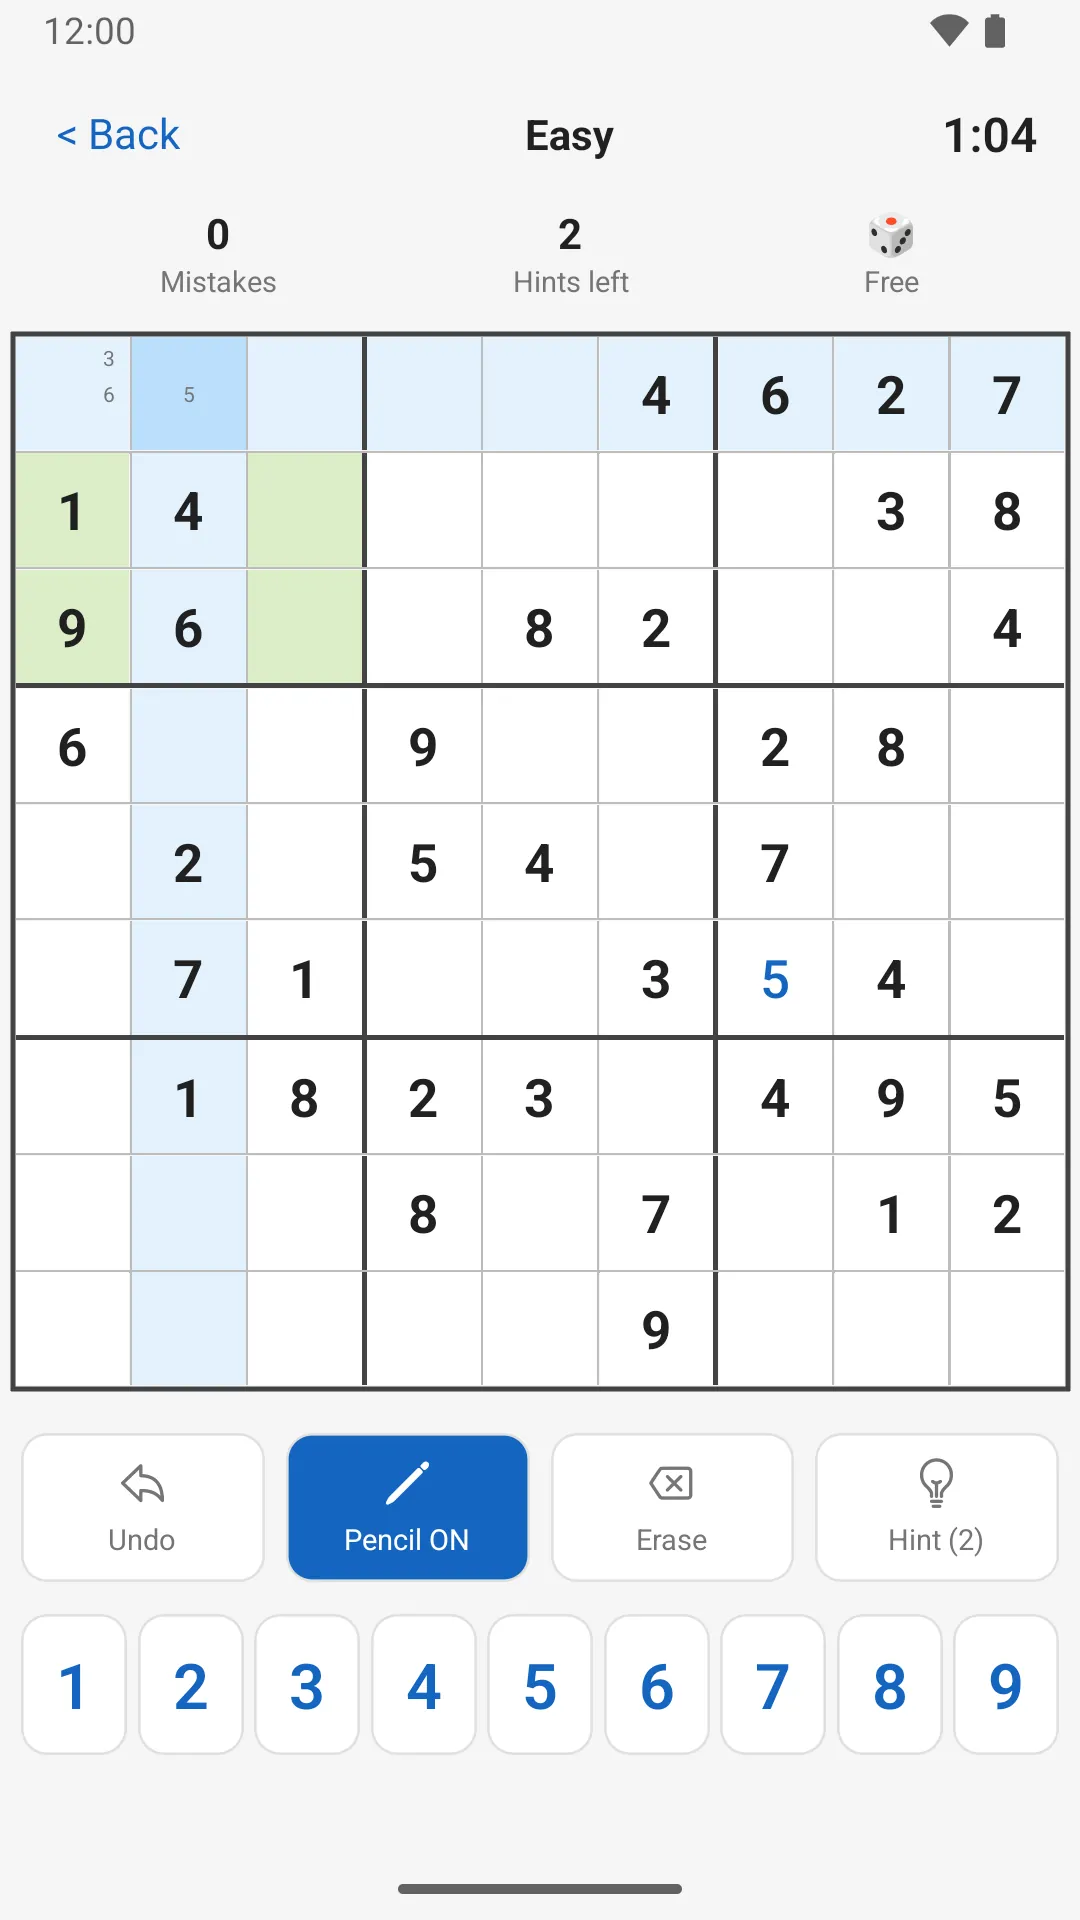 12:00
< Back Easy 1:04
0 2
Mistakes Hints left Free
3
6 5 4 6 2 7
1 4 3 8
9 6 8 2 4
6 9 2 8
2 5 4 7
7 1 3 5 4
1 8 2 3 4 9 5
8 7 1 2
9
Undo Pencil ON Erase Hint (2)
1 2 3 4 5 6 7 8 9